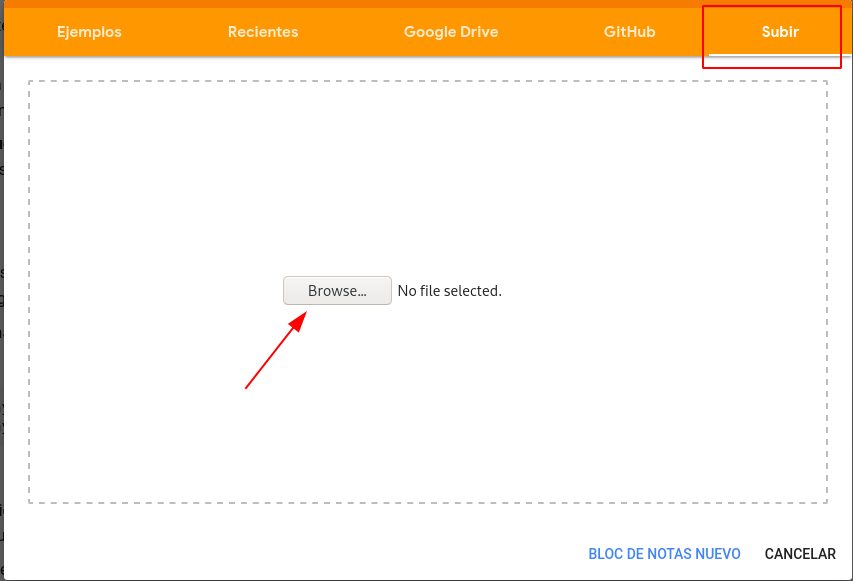 Ejemplos Recientes Google Drive GitHub Subir
Browse... No file selected.
BLOC DE NOTAS NUEVO CANCELAR